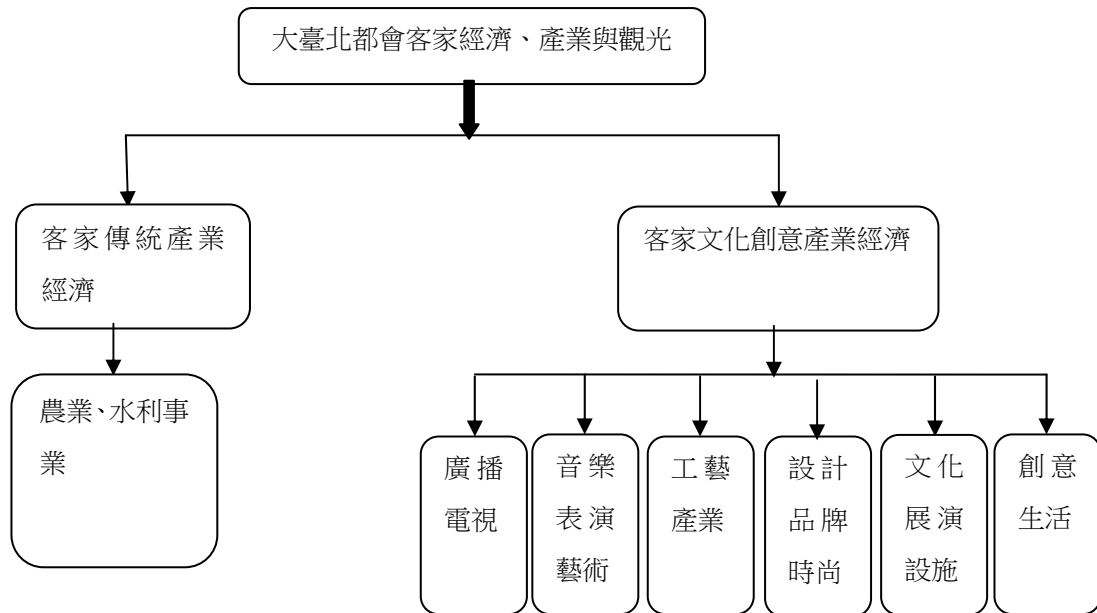 大臺北都會客家經濟、產業與觀光
客家傳統產業
經濟
客家文化創意產業經濟
農業、水利事
業
廣播
電視
音樂
表演
藝術
工藝
產業
設計
品牌
時尚
文化
展演
設施
創意
生活